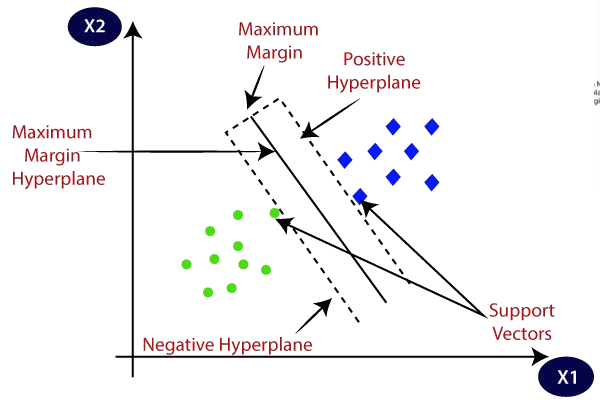 X2
Maximum
Margin
Positive
Hyperplane
Maximum
Margin
Hyperplane
Support
Vectors
Negative Hyperplane
X1